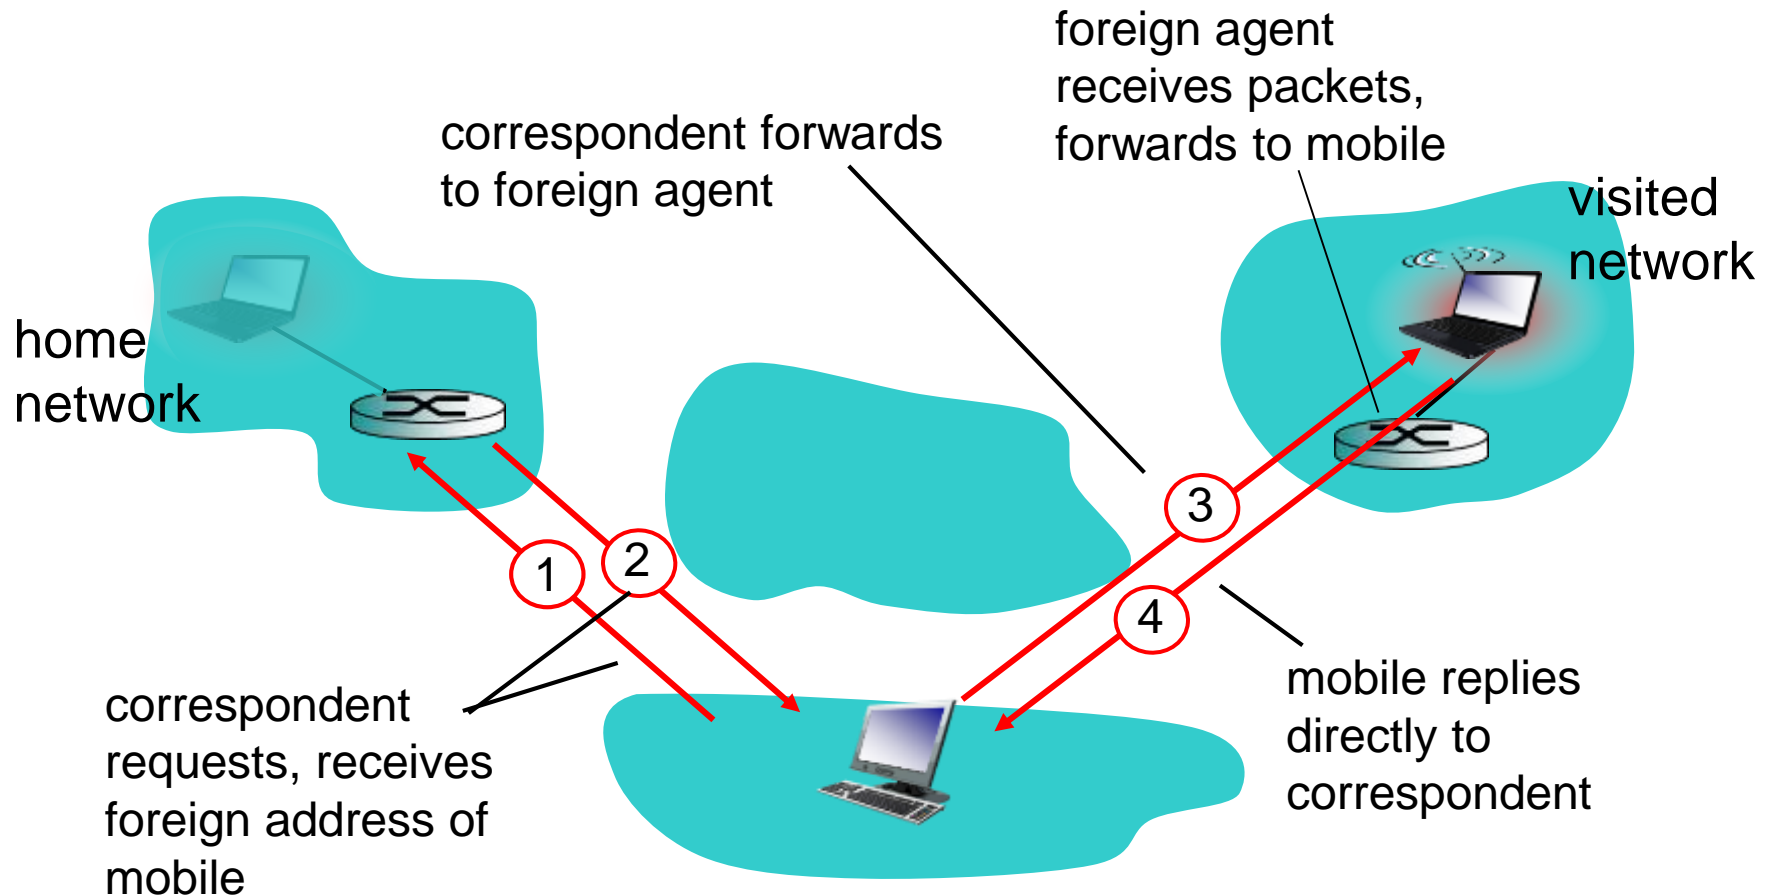 foreign agent
receives packets,
forwards to mobile
correspondent forwards
to foreign agent
visited
network
home
network
3
2
1
4
correspondent
requests, receives
foreign address of
mobile
mobile replies
directly to
correspondent